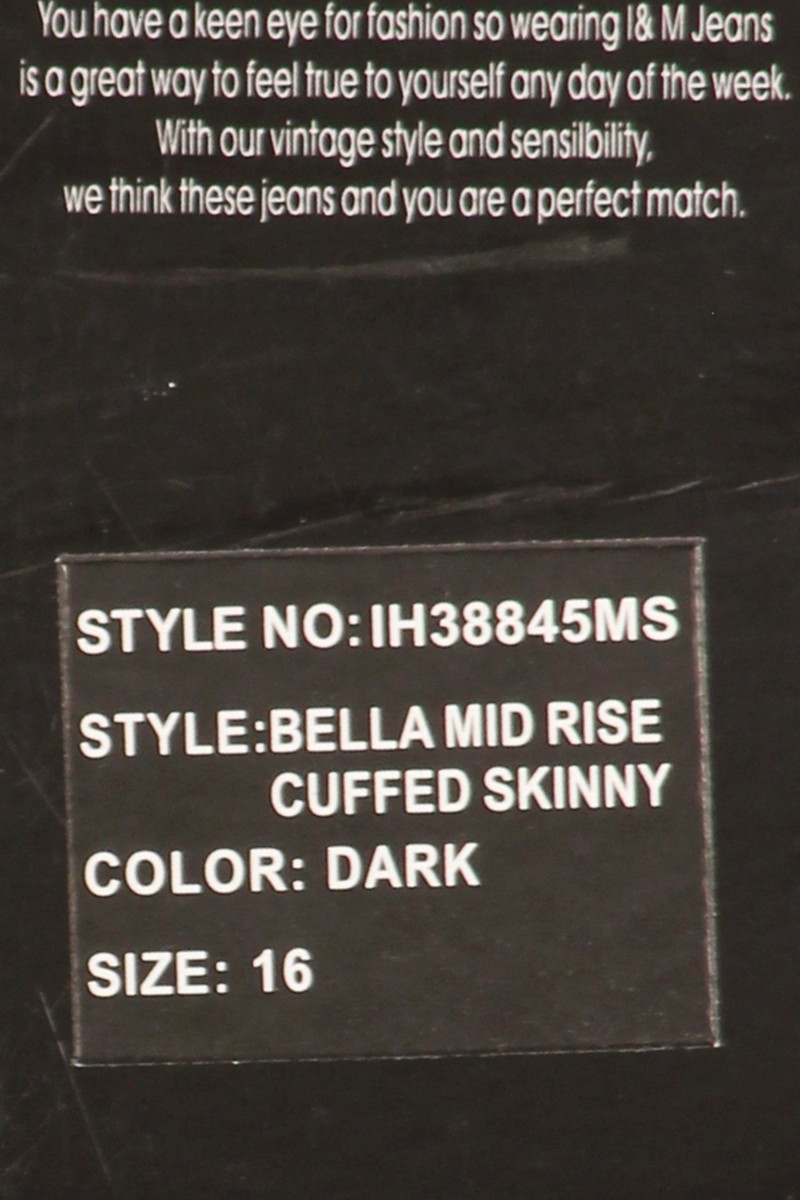 You have a keen eye for fashion so wearing I& M Jeans
is a great way to feel true to yourself any day of the week.
With our vintage style and sensilbility,
we think these jeans and you are a perfect match.
STYLE NO:IH38845MS
STYLE:BELLA MID RISE
CUFFED SKINNY
COLOR: DARK
SIZE: 16